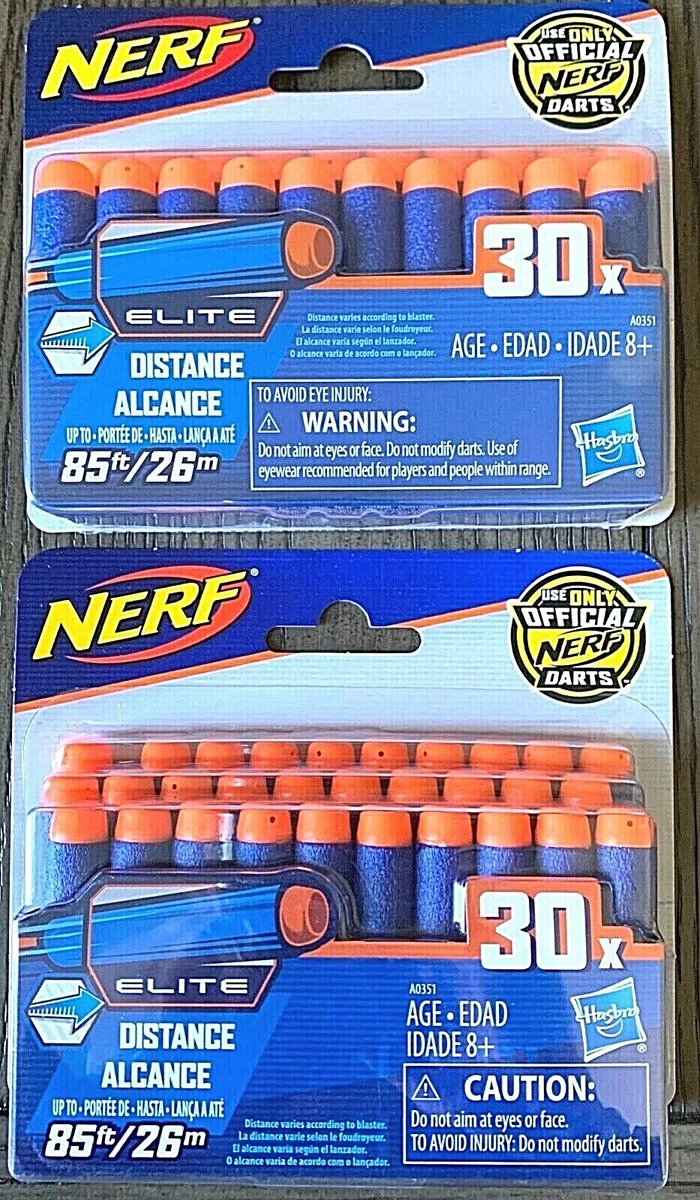 NERF®
USE ONLY
OFFICIAL
NERF
DARTS
30x
ELITE
A0351
Distance varies according to blaster.
La distance varie selon le foudroyeur.
El alcance varía según el lanzador.
O alcance varia de acordo com o lançador.
AGE • EDAD • IDADE 8+
DISTANCE
ALCANCE
UP TO • PORTÉE DE • HASTA • LANÇA A ATÉ
85ft/26m
TO AVOID EYE INJURY:
⚠ WARNING:
Do not aim at eyes or face. Do not modify darts. Use of
eyewear recommended for players and people within range.
Hasbro®
NERF®
USE ONLY
OFFICIAL
NERF
DARTS
30x
ELITE
A0351
AGE • EDAD
IDADE 8+
Hasbro®
DISTANCE
ALCANCE
UP TO • PORTÉE DE • HASTA • LANÇA A ATÉ
85ft/26m
Distance varies according to blaster.
La distance varie selon le foudroyeur.
El alcance varía según el lanzador.
O alcance varia de acordo com o lançador.
⚠ CAUTION:
Do not aim at eyes or face.
TO AVOID INJURY: Do not modify darts.